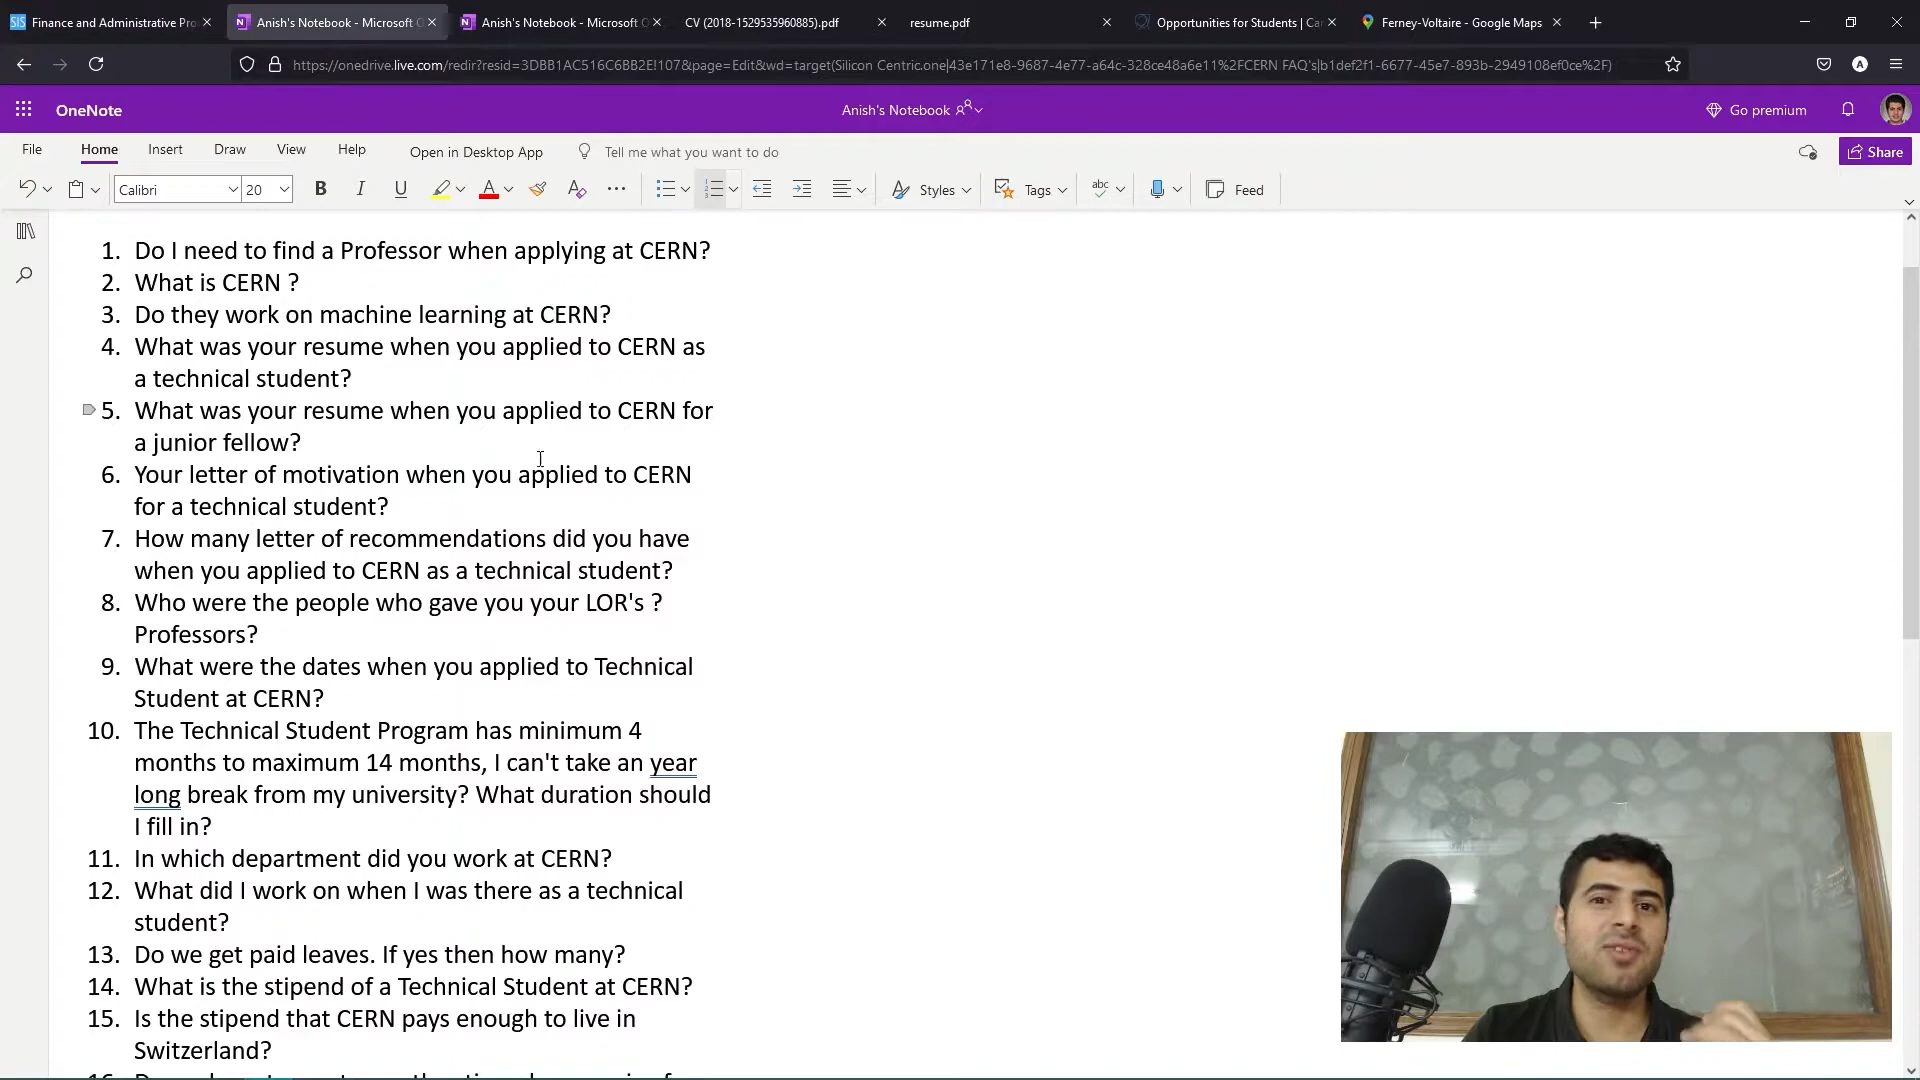 Finance and Administrative Pro
Anish's Notebook - Microsoft O
Anish's Notebook - Microsoft O
CV (2018-1529535960885).pdf
resume.pdf
Opportunities for Students | Ca
Ferney-Voltaire - Google Maps
https://onedrive.live.com/redir?resid=3DBB1AC516C6BB2E!107&page=Edit&wd=target(Silicon Centric.one|43e171e8-9687-4e77-a64c-328ce48a6e11%2FCERN FAQ's|b1def2f1-6677-45e7-893b-2949108ef0ce%2F)
OneNote
Anish's Notebook
Go premium
File Home Insert Draw View Help Open in Desktop App Tell me what you want to do
Share
Calibri 20 B I U A Styles Tags abc Feed
1. Do I need to find a Professor when applying at CERN?
2. What is CERN ?
3. Do they work on machine learning at CERN?
4. What was your resume when you applied to CERN as
a technical student?
5. What was your resume when you applied to CERN for
a junior fellow?
6. Your letter of motivation when you applied to CERN
for a technical student?
7. How many letter of recommendations did you have
when you applied to CERN as a technical student?
8. Who were the people who gave you your LOR's ?
Professors?
9. What were the dates when you applied to Technical
Student at CERN?
10. The Technical Student Program has minimum 4
months to maximum 14 months, I can't take an year
long break from my university? What duration should
I fill in?
11. In which department did you work at CERN?
12. What did I work on when I was there as a technical
student?
13. Do we get paid leaves. If yes then how many?
14. What is the stipend of a Technical Student at CERN?
15. Is the stipend that CERN pays enough to live in
Switzerland?